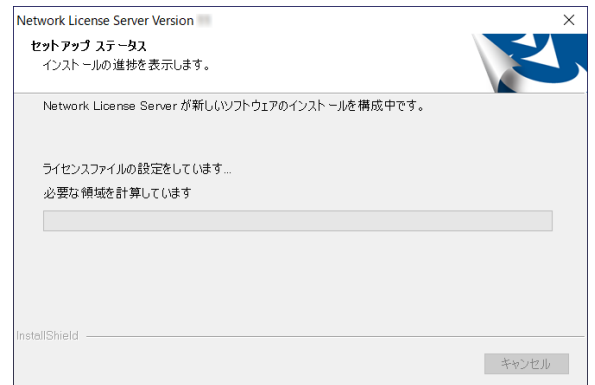 Network License Server Version
セットアップ ステータス
インストールの進捗を表示します。
Network License Server が新しいソフトウェアのインストールを構成中です。
ライセンスファイルの設定をしています...
必要な領域を計算しています
InstallShield
キャンセル